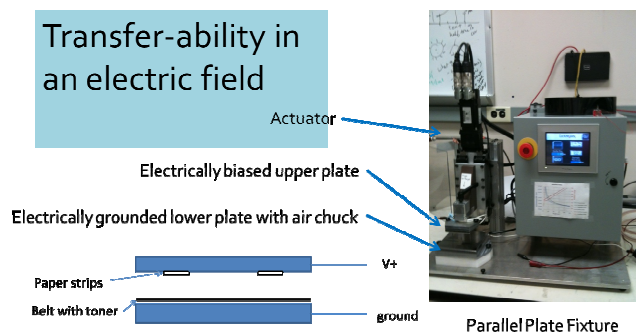 Transfer-ability in
an electric field
Actuator
Electrically biased upper plate
Electrically grounded lower plate with air chuck
V+
Paper strips
Belt with toner
ground
Parallel Plate Fixture